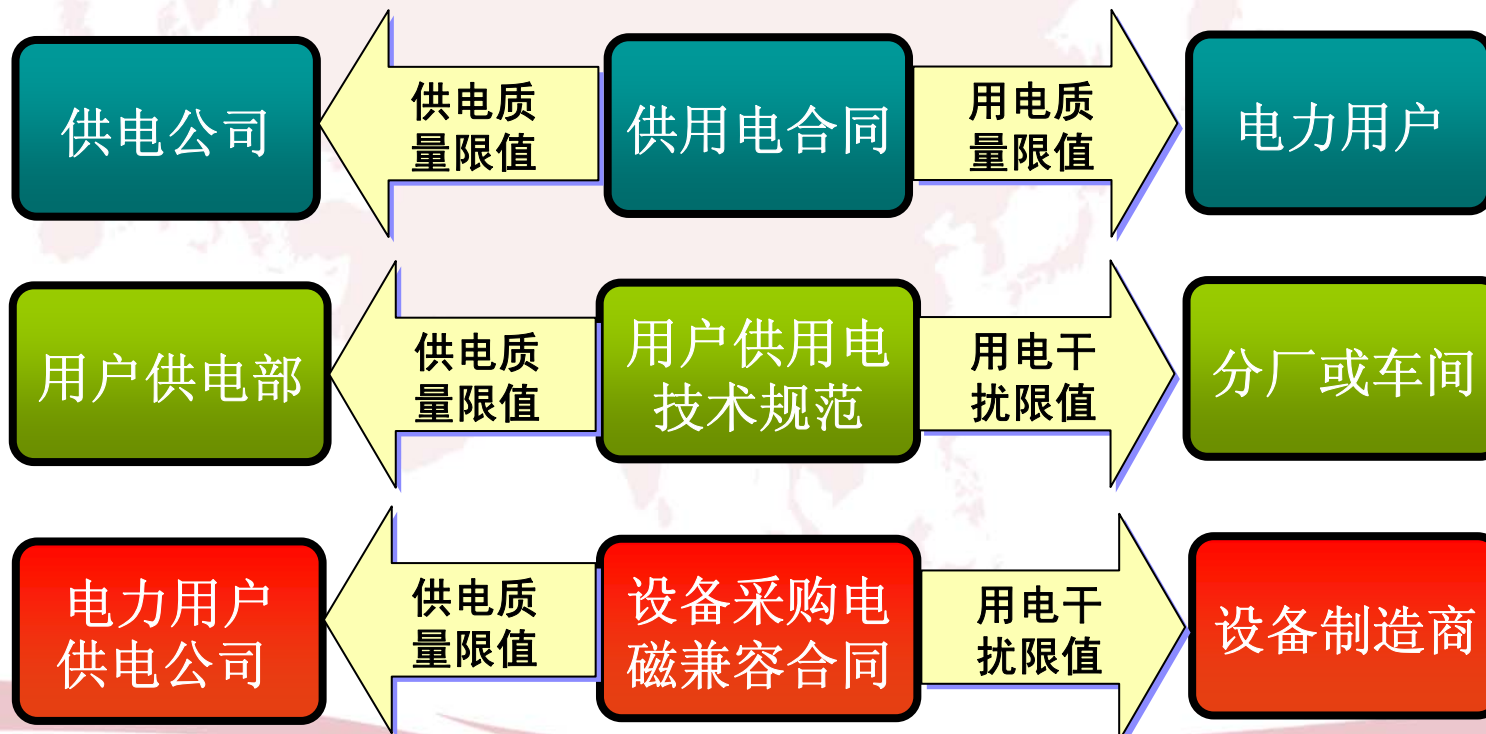 供电公司
供电质
量限值
供用电合同
用电质
量限值
电力用户
用户供电部
供电质
量限值
用户供用电
技术规范
用电干
扰限值
分厂或车间
电力用户
供电公司
供电质
量限值
设备采购电
磁兼容合同
用电干
扰限值
设备制造商